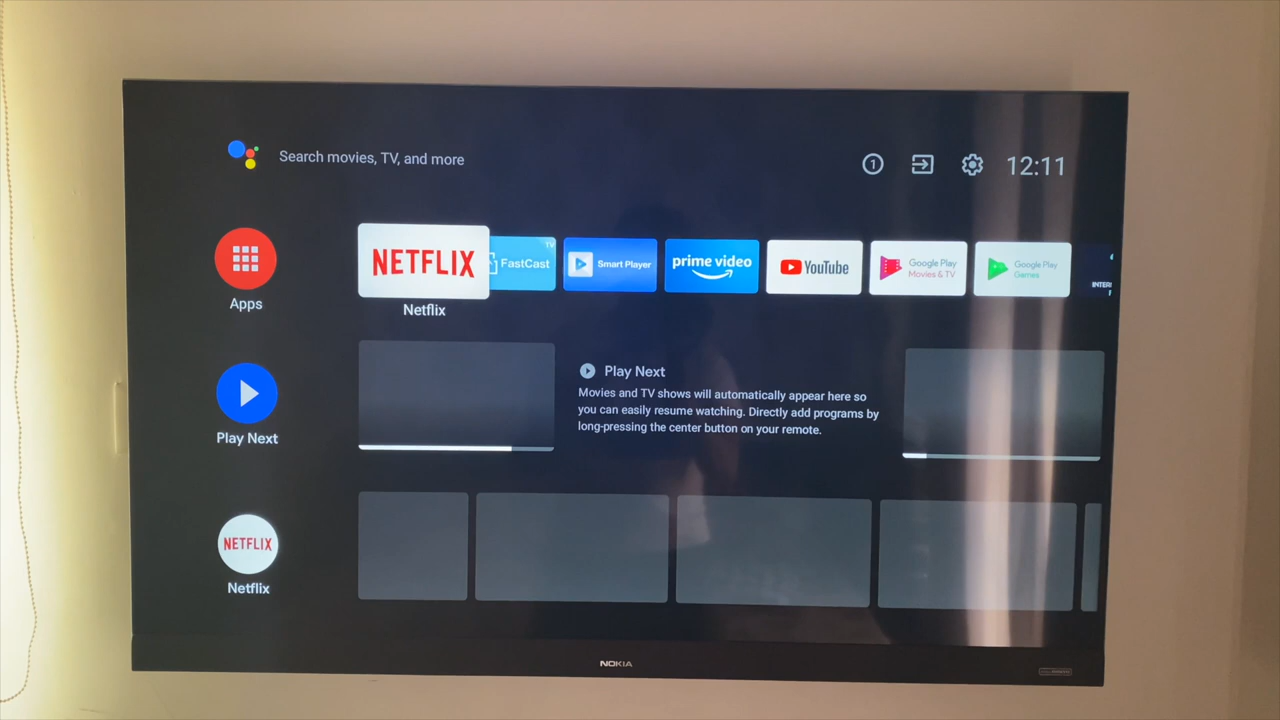 Search movies, TV, and more
1
12:11
NETFLIX
TV
FastCast
Smart Player
prime video
YouTube
Google Play
Movies & TV
Google Play
Games
Apps
Netflix
Play Next
Movies and TV shows will automatically appear here so
you can easily resume watching. Directly add programs by
long-pressing the center button on your remote.
Play Next
NETFLIX
Netflix
NOKIA